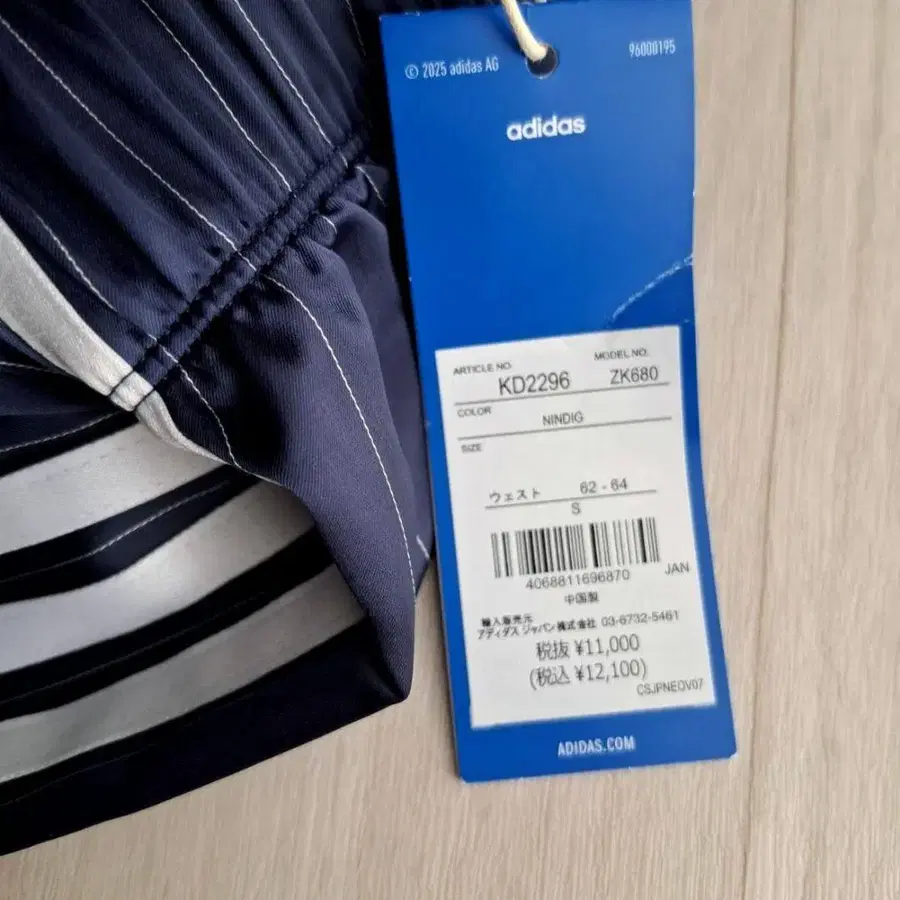 © 2025 adidas AG
96000195
adidas
ARTICLE NO.
MODEL NO.
KD2296
ZK680
COLOR
NINDIG
SIZE
ウェスト 62 - 64
S
4068811696870 JAN
中国製
輸入販売元
アディダス ジャパン株式会社 03-6732-5461
税抜 ¥11,000
(税込 ¥12,100)
CSJPNEOV07
ADIDAS.COM